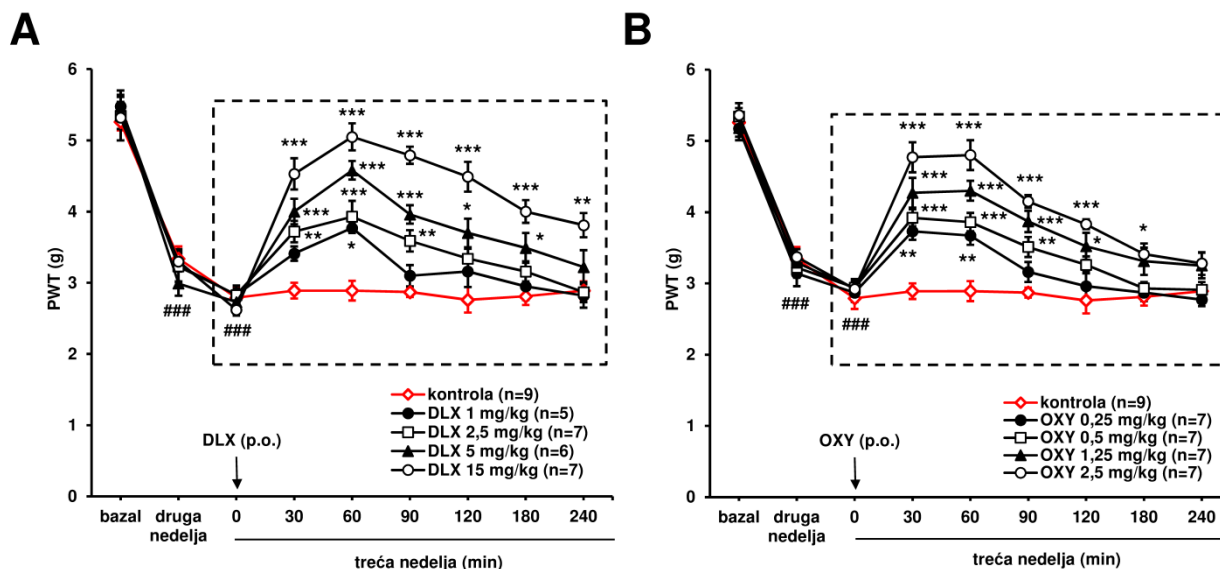 A
PWT (g)
6
5
4
3
2
1
0
***
***
***
***
**
**
***
***
***
***
*
*
***
**
**
*
###
###
kontrola (n=9)
DLX 1 mg/kg (n=5)
DLX 2,5 mg/kg (n=7)
DLX 5 mg/kg (n=6)
DLX 15 mg/kg (n=7)
DLX (p.o.)
bazal
druga
nedelja
0 30 60 90 120 180 240
treća nedelja (min)
B
PWT (g)
6
5
4
3
2
1
0
***
***
***
***
*
***
***
***
*
***
***
**
**
**
###
###
kontrola (n=9)
OXY 0,25 mg/kg (n=7)
OXY 0,5 mg/kg (n=7)
OXY 1,25 mg/kg (n=7)
OXY 2,5 mg/kg (n=7)
OXY (p.o.)
bazal
druga
nedelja
0 30 60 90 120 180 240
treća nedelja (min)